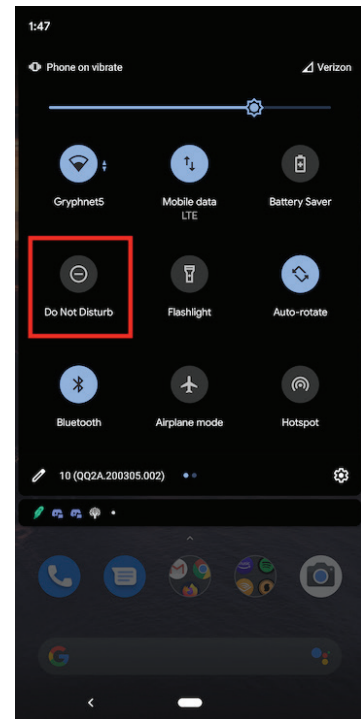 1:47
Phone on vibrate
Verizon
Gryphnet5
Mobile data
Battery Saver
LTE
Do Not Disturb
Flashlight
Auto-rotate
Bluetooth
Airplane mode
Hotspot
10 (QQ2A.200305.002)
G